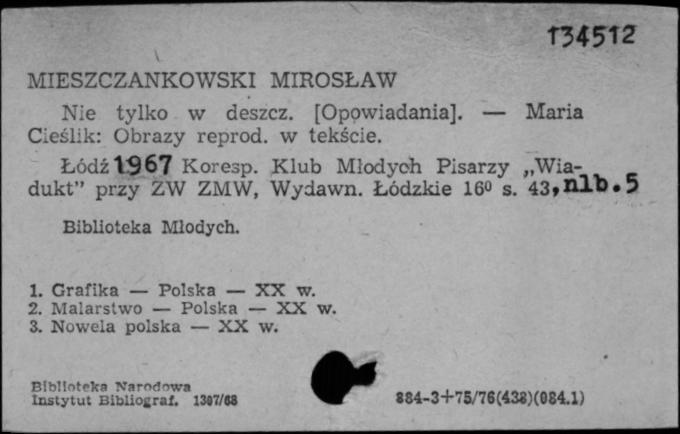 134512
MIESZCZANKOWSKI MIROSŁAW
Nie tylko w deszcz. [Opowiadania]. — Maria
Cieślik: Obrazy reprod. w tekście.
Łódź 1967 Koresp. Klub Młodych Pisarzy „Wia-
dukt” przy ZW ZMW, Wydawn. Łódzkie 16⁰ s. 43, nlb. 5
Biblioteka Młodych.
1. Grafika — Polska — XX w.
2. Malarstwo — Polska — XX w.
3. Nowela polska — XX w.
Biblioteka Narodowa
Instytut Bibliograf. 1307/68
884-3+75/76(438)(084.1)